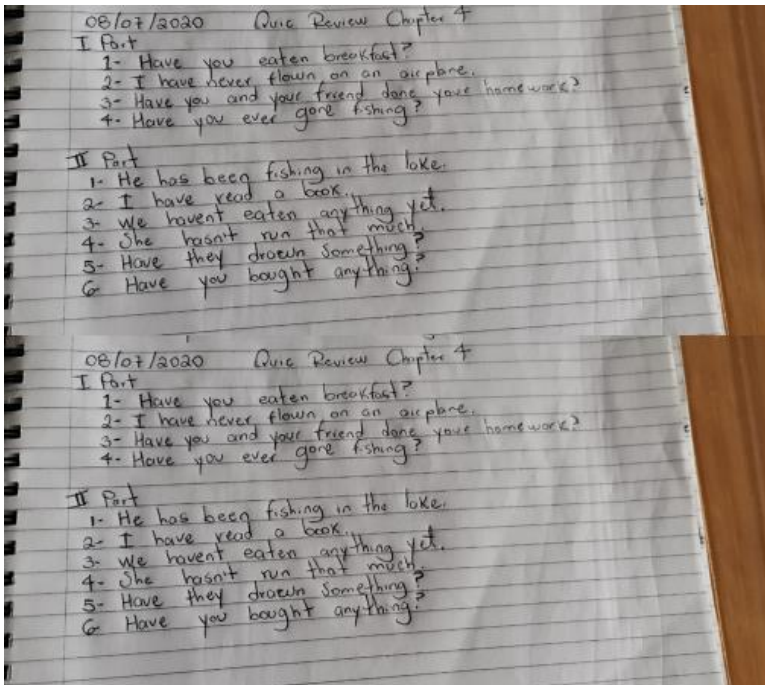 08/07/2020 Quic Review Chapter 4
I Part
1- Have you eaten breakfast?
2- I have never flown on an airplane.
3- Have you and your friend done your homework?
4- Have you ever gone fishing?
II Part
1- He has been fishing in the lake.
2- I have read a book.
3- We havent eaten anything yet.
4- She hasn't run that much.
5- Have they drawn something?
6- Have you bought anything?
08/07/2020 Quic Review Chapter 4
I Part
1- Have you eaten breakfast?
2- I have never flown on an airplane.
3- Have you and your friend done your homework?
4- Have you ever gone fishing?
II Part
1- He has been fishing in the lake.
2- I have read a book.
3- We havent eaten anything yet.
4- She hasn't run that much.
5- Have they drawn something?
6- Have you bought anything?